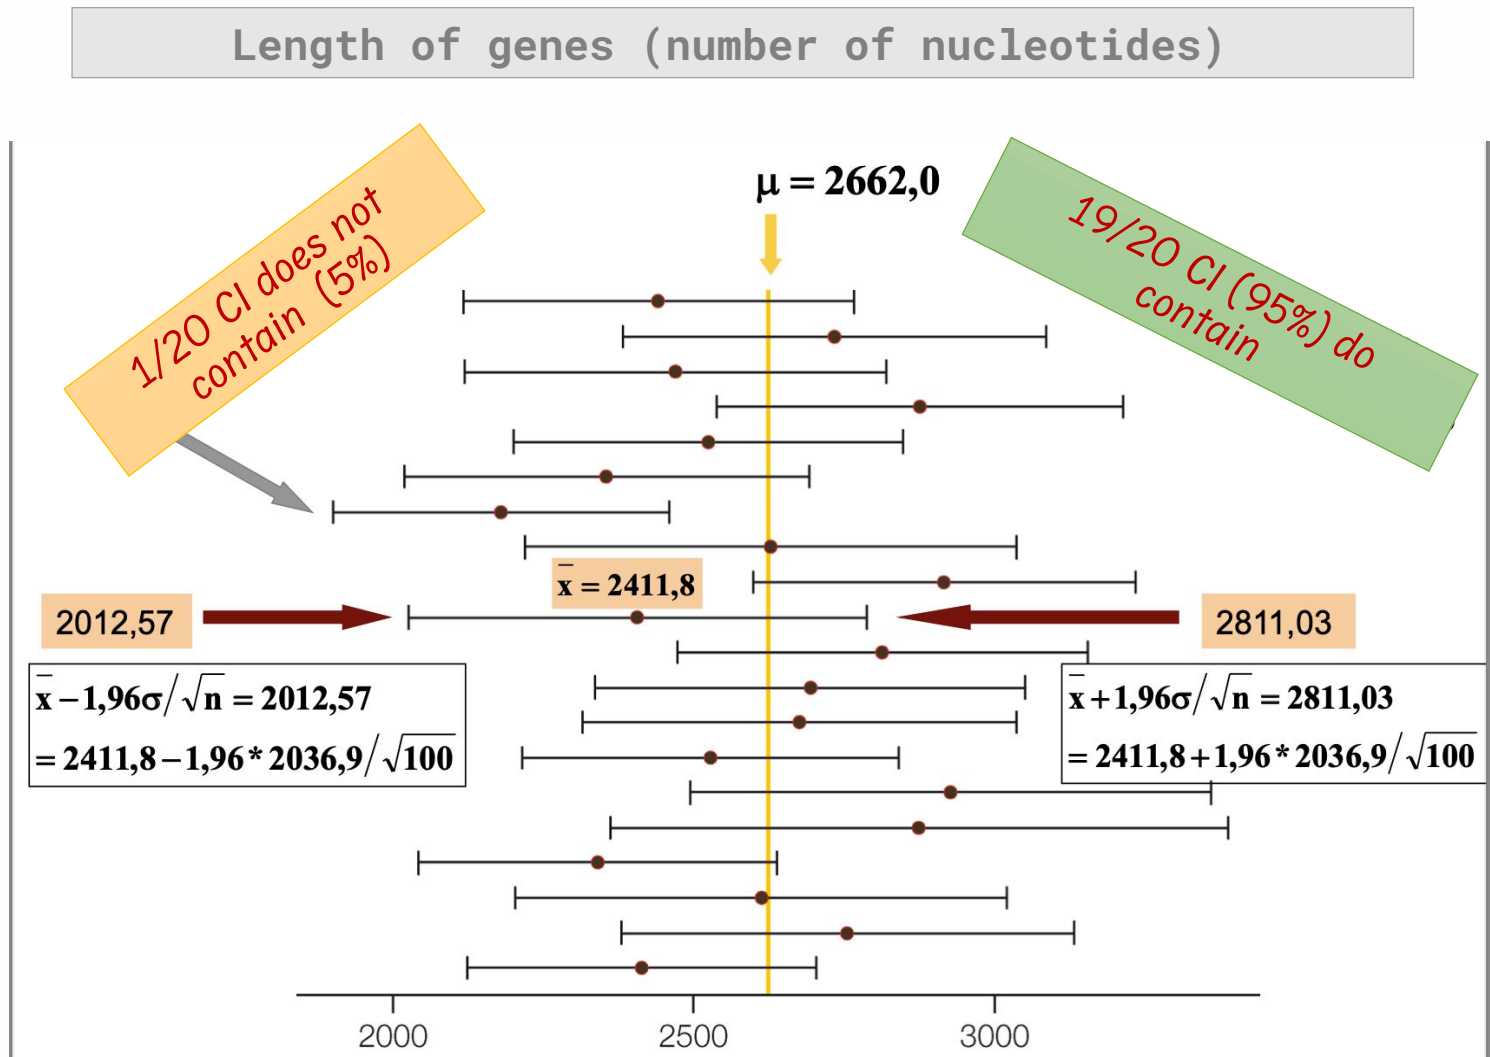 Length of genes (number of nucleotides)
μ = 2662,0
1/20 CI does not
contain (5%)
19/20 CI (95%) do
contain
x̄ = 2411,8
2012,57
2811,03
x̄ − 1,96σ/√n = 2012,57
= 2411,8 − 1,96 * 2036,9/√100
x̄ + 1,96σ/√n = 2811,03
= 2411,8 + 1,96 * 2036,9/√100
2000 2500 3000